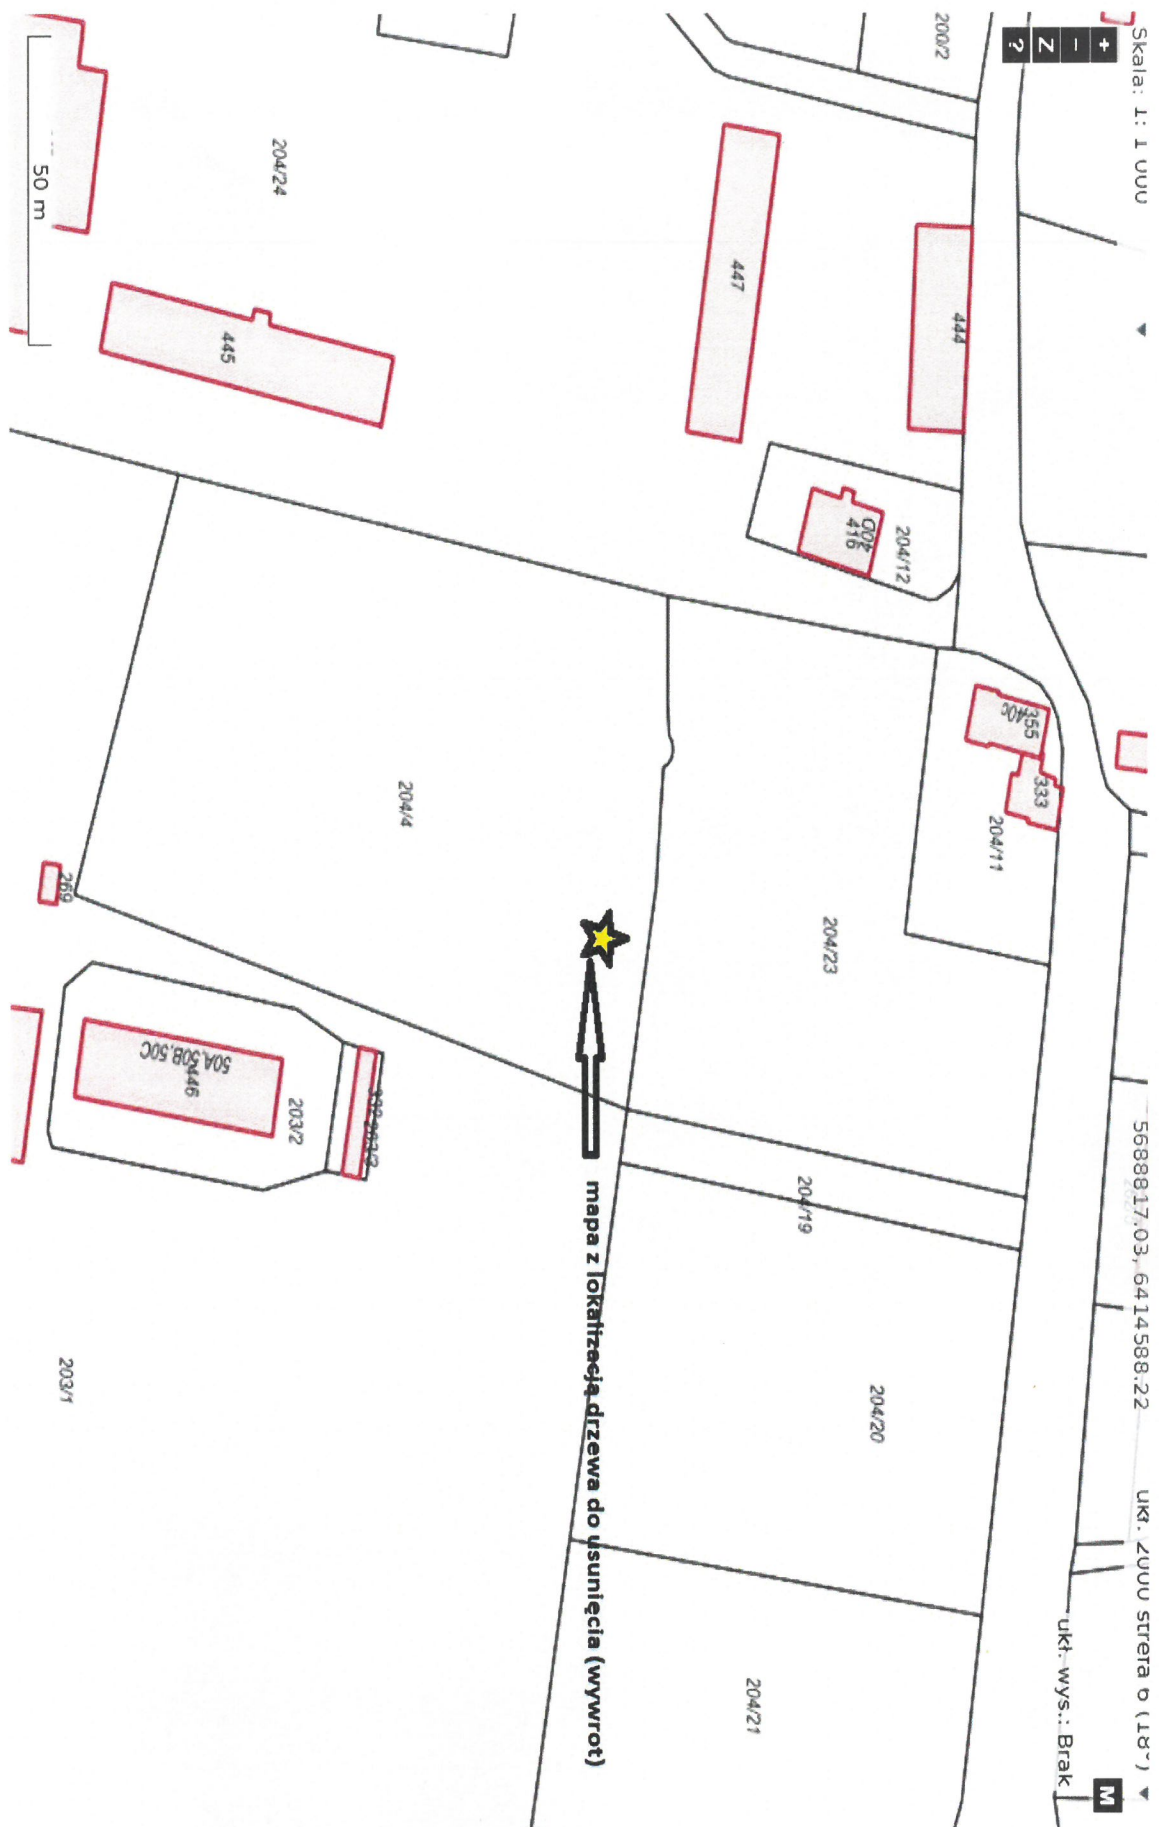 Skala: 1: 1 000
5688817.03, 6414588.22
ukł. 2000 strefa 6 (18°)
ukł. wys.: Brak
M
+
-
Z
?
200/2
444
204/12
416
447
355
40c
333
204/11
204/23
204/19
204/20
204/21
204/24
445
204/4
mapa z lokalizacją drzewa do usunięcia (wywrot)
269
50A,50B,50C
446
203/2
203/1
50 m